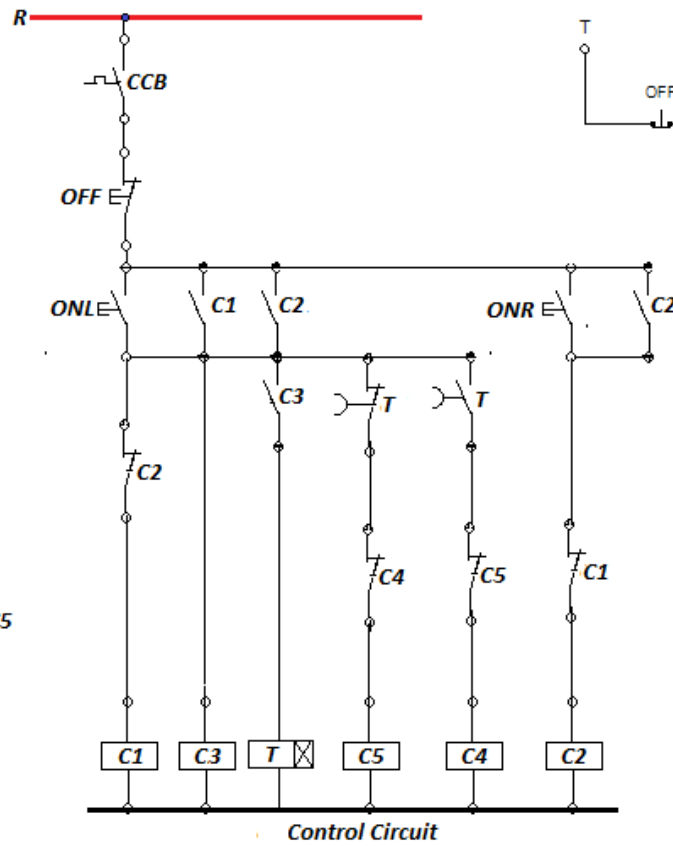 R
T
CCB
OFF
OFF
ONL C1 C2 ONR C2
C3 T T
C2
C4 C5 C1
5
C1 C3 T C5 C4 C2
Control Circuit